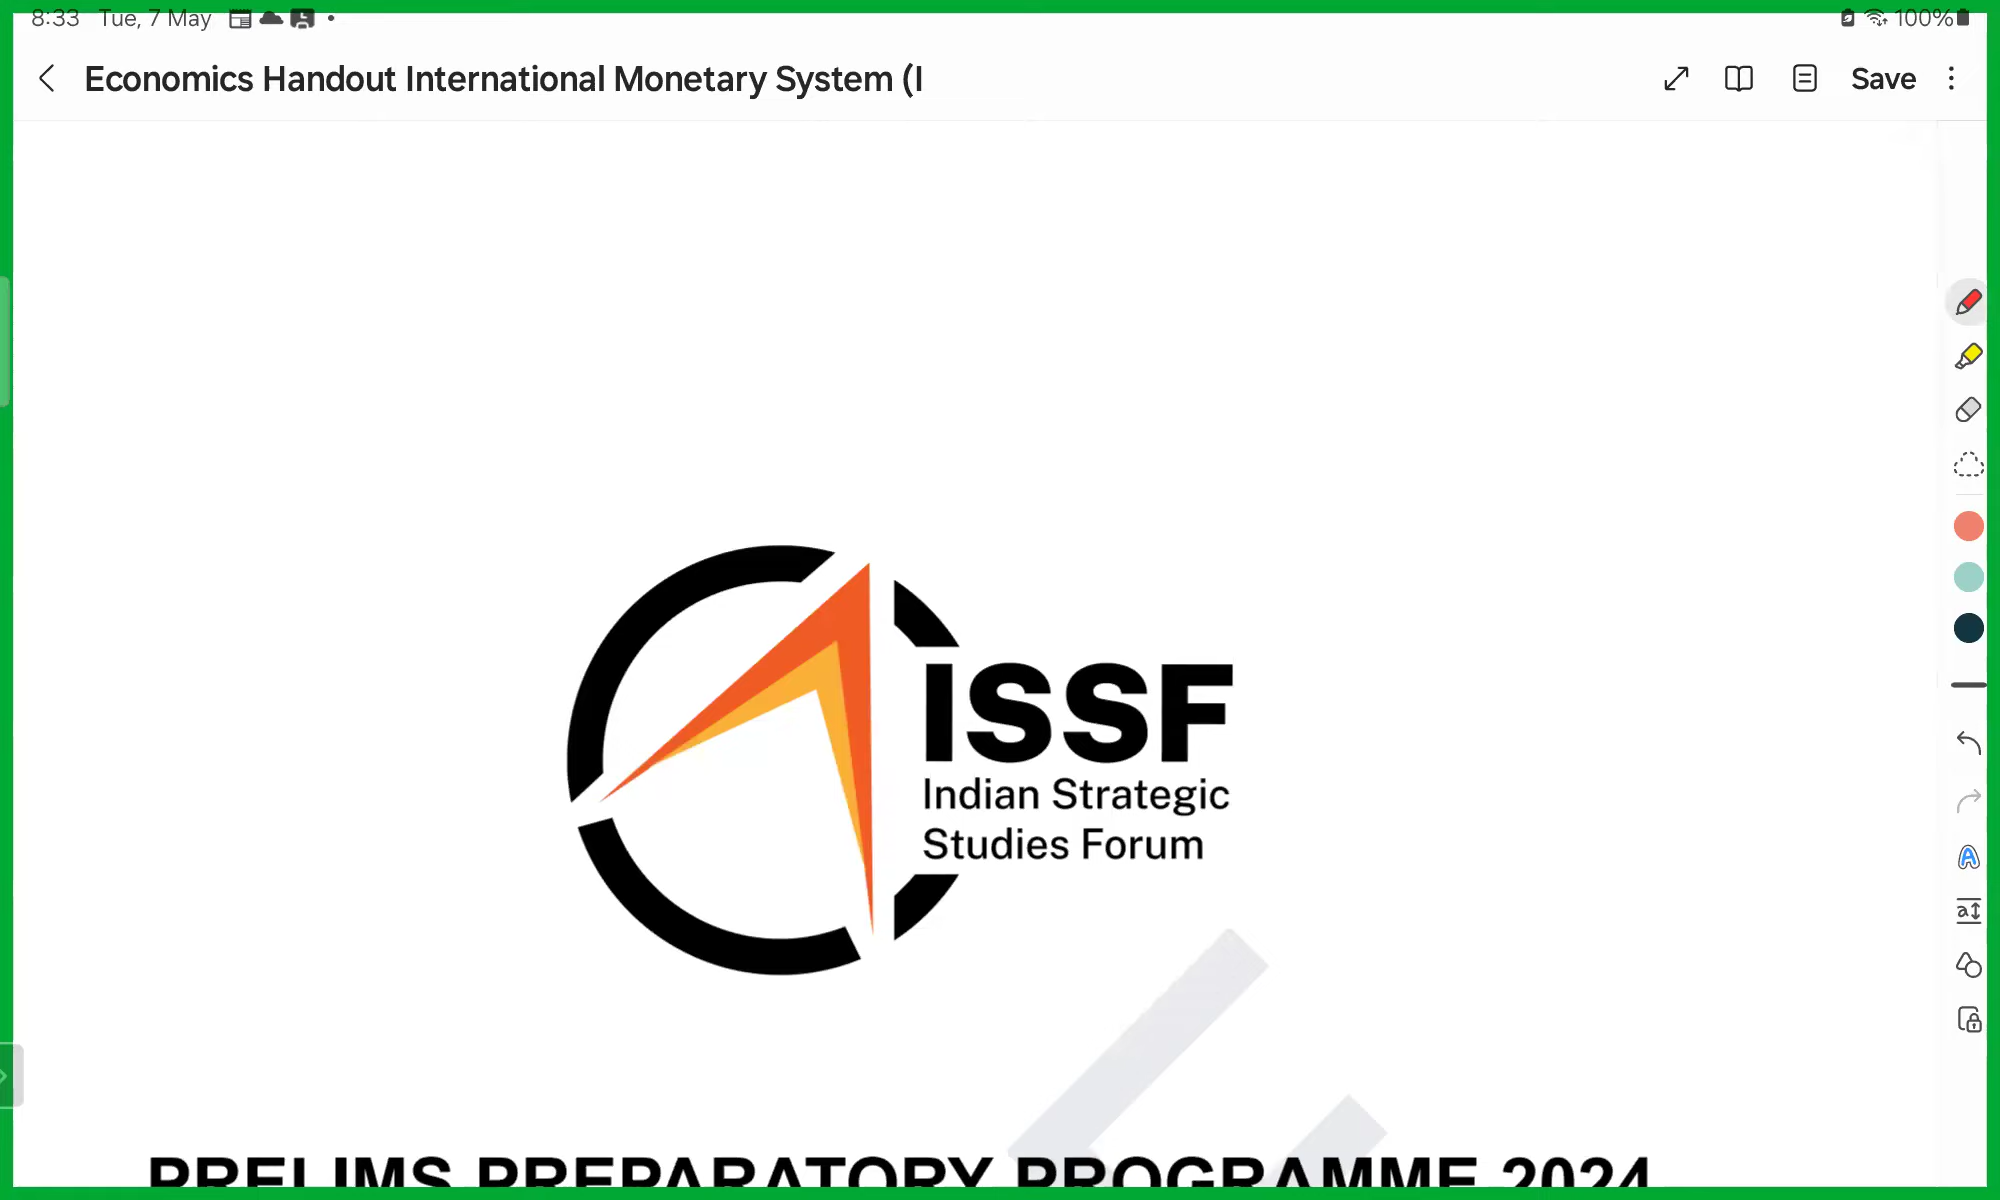 8:33 Tue, 7 May
100%
Economics Handout International Monetary System (I
Save
ISSF
Indian Strategic
Studies Forum
PRELIMS PREPARATORY PROGRAMME 2024